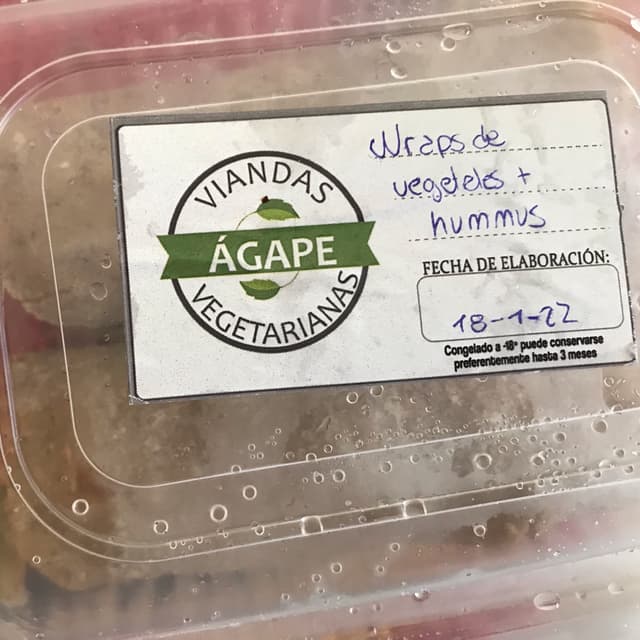 VIANDAS
ÁGAPE
VEGETARIANAS
Wraps de
vegetales +
hummus
FECHA DE ELABORACIÓN:
18-1-22
Congelado a -18° puede conservarse
preferentemente hasta 3 meses